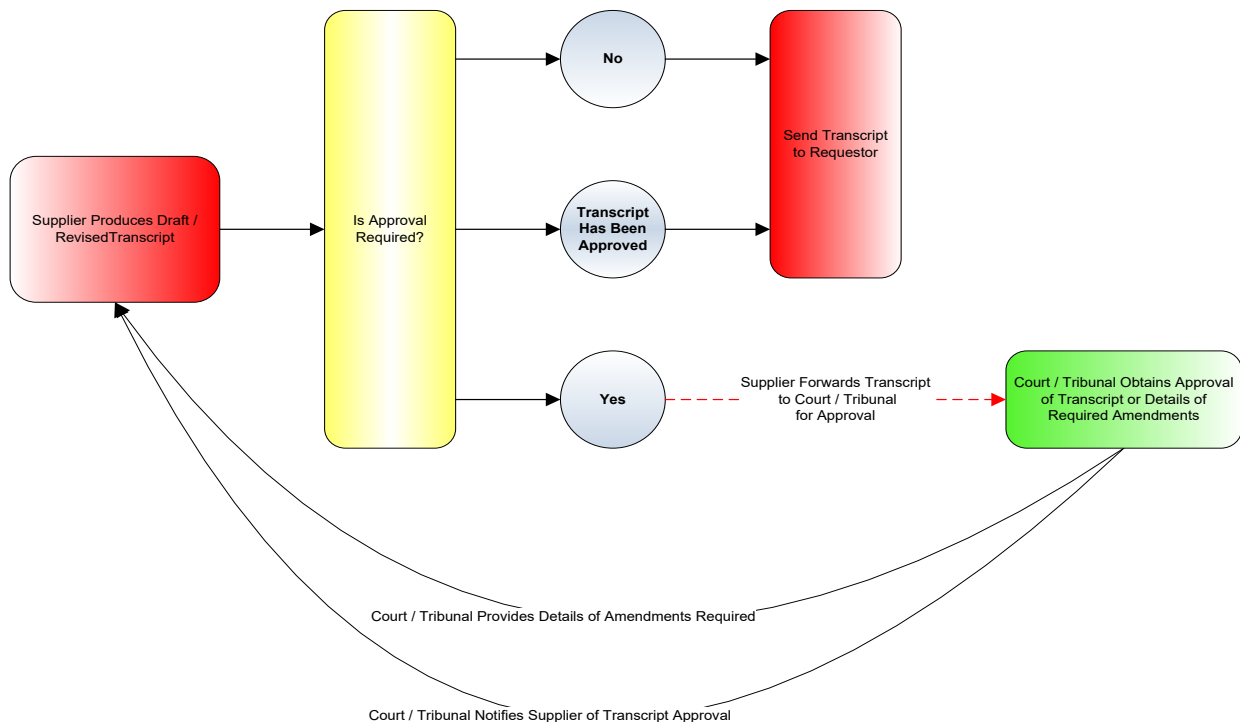 No
Send Transcript
to Requestor
Supplier Produces Draft /
RevisedTranscript
Is Approval
Required?
Transcript
Has Been
Approved
Yes
Supplier Forwards Transcript
to Court / Tribunal
for Approval
Court / Tribunal Obtains Approval
of Transcript or Details of
Required Amendments
Court / Tribunal Provides Details of Amendments Required
Court / Tribunal Notifies Supplier of Transcript Approval